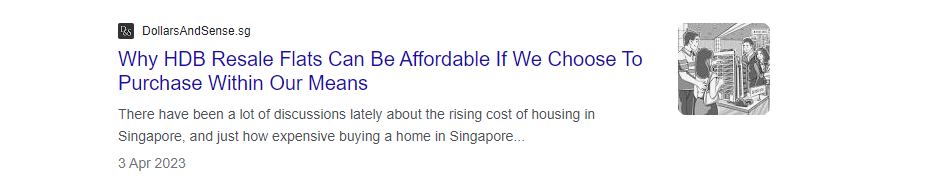 DollarsAndSense.sg
Why HDB Resale Flats Can Be Affordable If We Choose To
Purchase Within Our Means
There have been a lot of discussions lately about the rising cost of housing in
Singapore, and just how expensive buying a home in Singapore...
3 Apr 2023